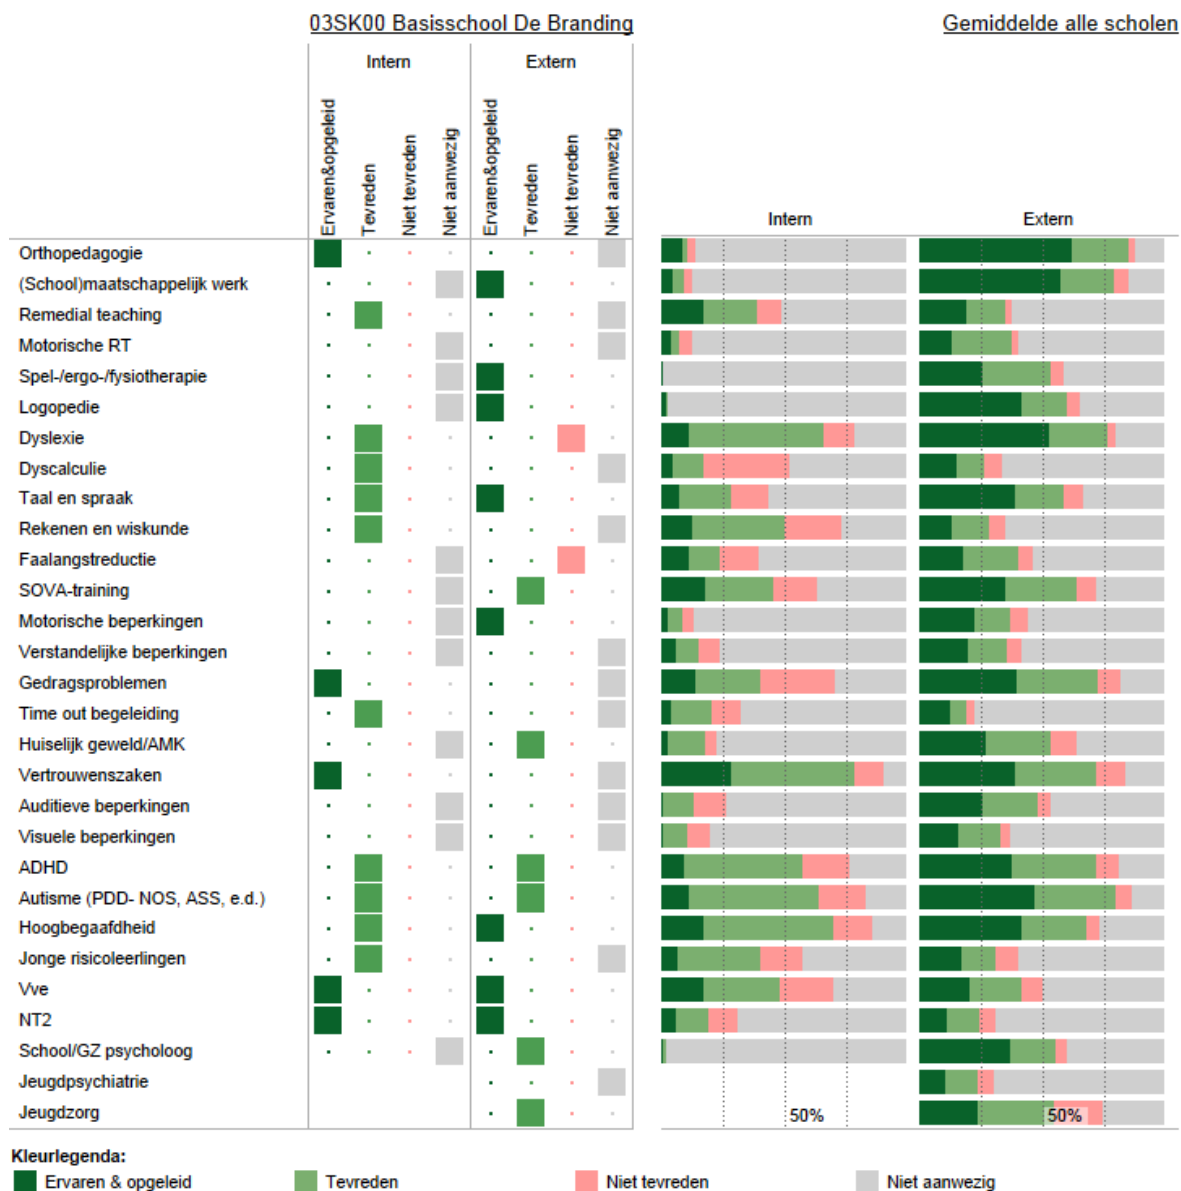 03SK00 Basisschool De Branding
Gemiddelde alle scholen
Intern
Extern
Ervaren&opgeleid
Tevreden
Niet tevreden
Niet aanwezig
Ervaren&opgeleid
Tevreden
Niet tevreden
Niet aanwezig
Intern
Extern
Orthopedagogie
(School)maatschappelijk werk
Remedial teaching
Motorische RT
Spel-/ergo-/fysiotherapie
Logopedie
Dyslexie
Dyscalculie
Taal en spraak
Rekenen en wiskunde
Faalangstreductie
SOVA-training
Motorische beperkingen
Verstandelijke beperkingen
Gedragsproblemen
Time out begeleiding
Huiselijk geweld/AMK
Vertrouwenszaken
Auditieve beperkingen
Visuele beperkingen
ADHD
Autisme (PDD- NOS, ASS, e.d.)
Hoogbegaafdheid
Jonge risicoleerlingen
Vve
NT2
School/GZ psycholoog
Jeugdpsychiatrie
Jeugdzorg
50%
50%
Kleurlegenda:
Ervaren & opgeleid
Tevreden
Niet tevreden
Niet aanwezig